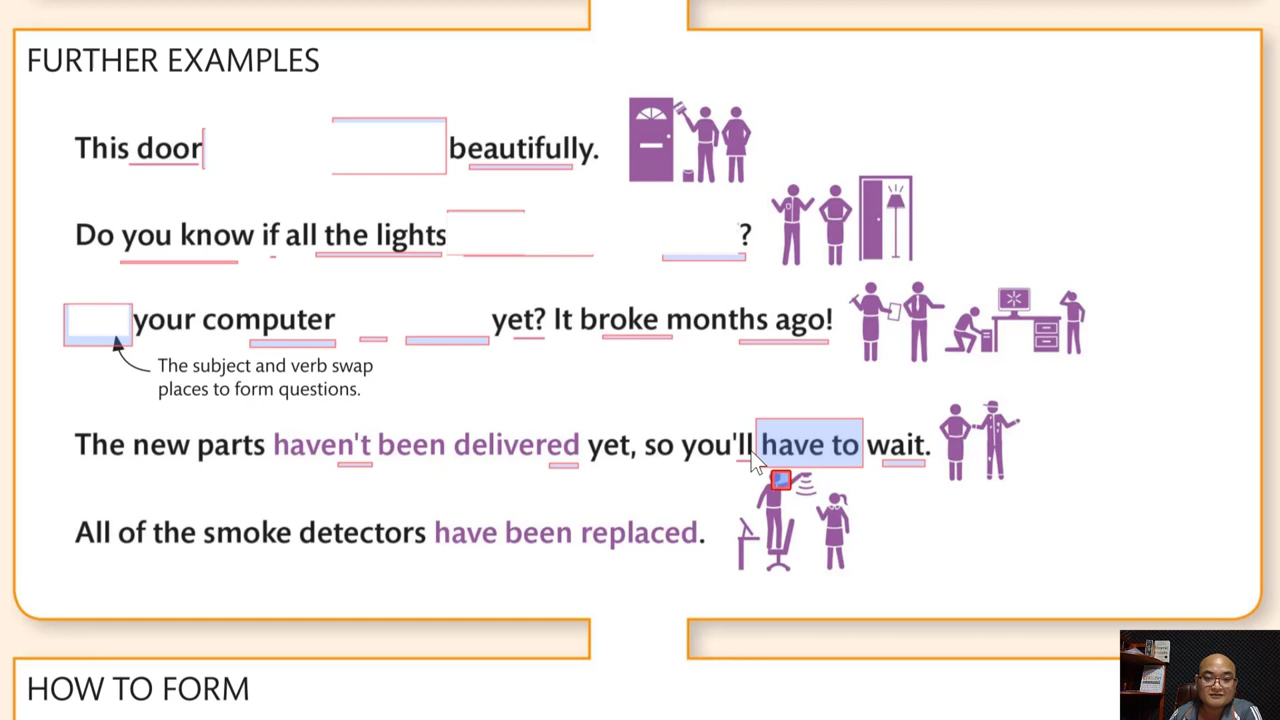 FURTHER EXAMPLES
This door beautifully.
Do you know if all the lights ?
your computer yet? It broke months ago!
The subject and verb swap
places to form questions.
The new parts haven't been delivered yet, so you'll have to wait.
All of the smoke detectors have been replaced.
HOW TO FORM